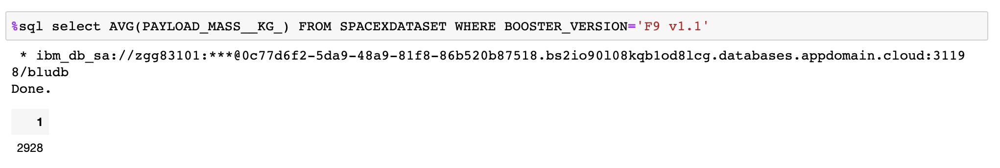 %sql select AVG(PAYLOAD_MASS__KG_) FROM SPACEXDATASET WHERE BOOSTER_VERSION='F9 v1.1'
* ibm_db_sa://zgg83101:***@0c77d6f2-5da9-48a9-81f8-86b520b87518.bs2io90l08kqb1od8lcg.databases.appdomain.cloud:3119
8/bludb
Done.
1
2928